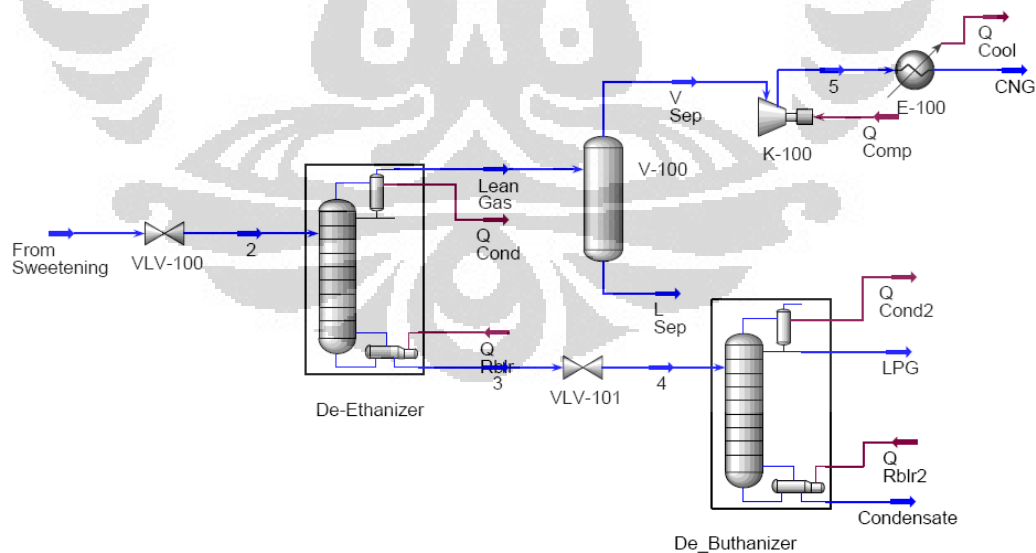 Q
Cool
5
CNG
V
Sep
E-100
Q
Comp
K-100
V-100
Lean
Gas
From
Sweetening
VLV-100
2
Q
Cond
L
Sep
Q
Cond2
Q
Rblr
3
VLV-101
4
LPG
De-Ethanizer
Q
Rblr2
Condensate
De_Buthanizer